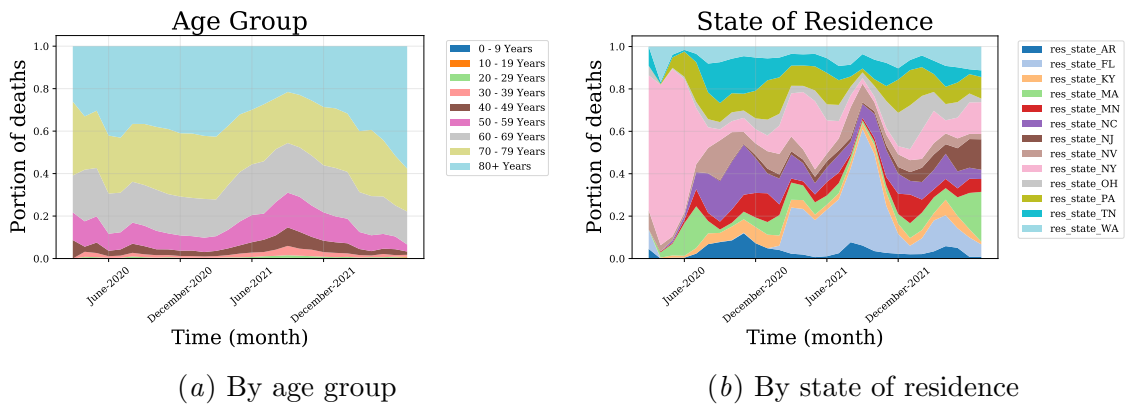 Age Group
Portion of deaths
1.0
0.8
0.6
0.4
0.2
0.0
June-2020
December-2020
June-2021
December-2021
Time (month)
0 - 9 Years
10 - 19 Years
20 - 29 Years
30 - 39 Years
40 - 49 Years
50 - 59 Years
60 - 69 Years
70 - 79 Years
80+ Years
(a) By age group
State of Residence
Portion of deaths
1.0
0.8
0.6
0.4
0.2
0.0
June-2020
December-2020
June-2021
December-2021
Time (month)
res_state_AR
res_state_FL
res_state_KY
res_state_MA
res_state_MN
res_state_NC
res_state_NJ
res_state_NV
res_state_NY
res_state_OH
res_state_PA
res_state_TN
res_state_WA
(b) By state of residence